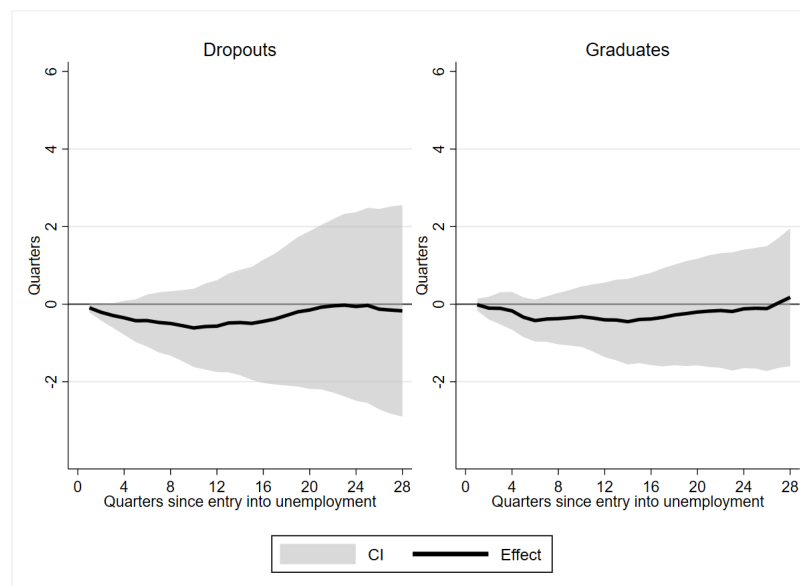 Dropouts
6
4
2
0
-2
Quarters
0 4 8 12 16 20 24 28
Quarters since entry into unemployment
Graduates
6
4
2
0
-2
Quarters
0 4 8 12 16 20 24 28
Quarters since entry into unemployment
CI Effect